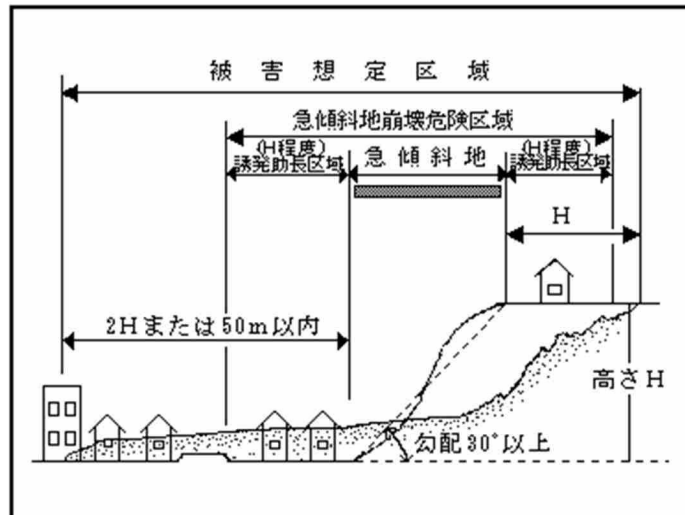 被害想定区域
急傾斜地崩壊危険区域
(H程度)
誘発助長区域
急傾斜地
(H程度)
誘発助長区域
H
2Hまたは50m以内
高さH
勾配30°以上